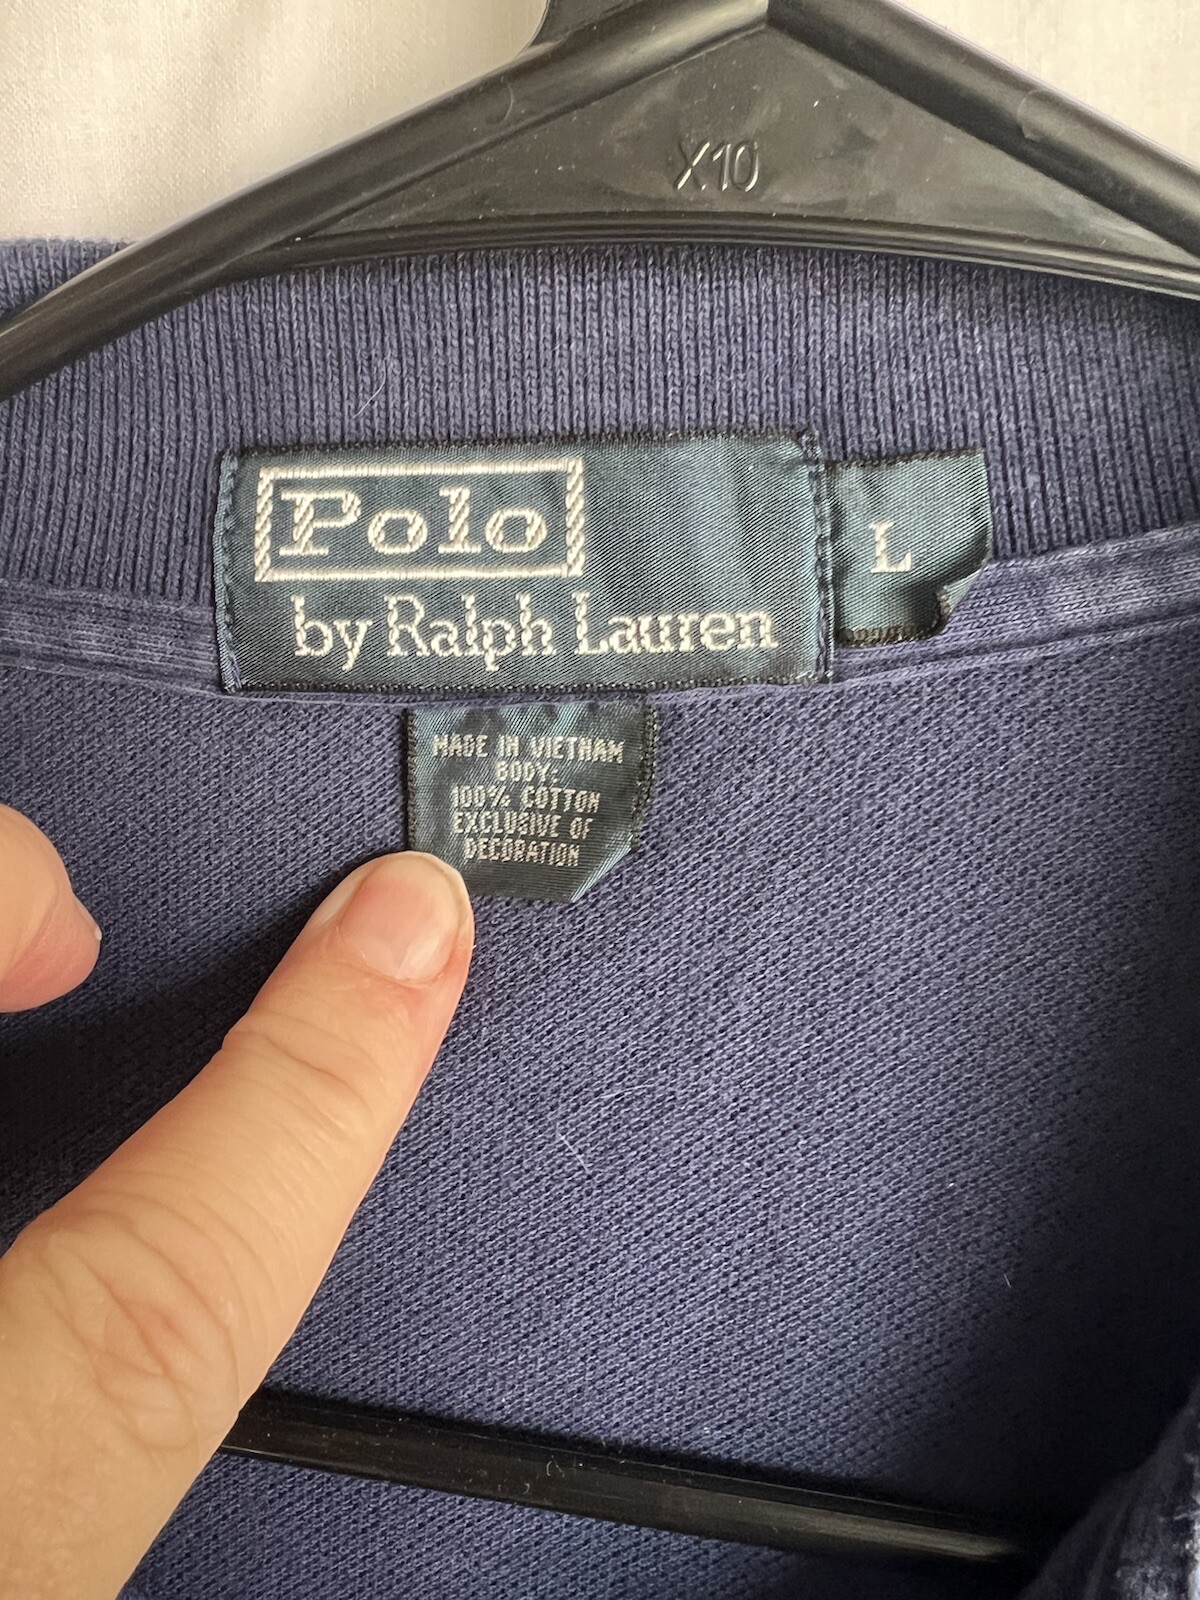 X10
Polo
by Ralph Lauren
L
MADE IN VIETNAM
BODY:
100% COTTON
EXCLUSIVE OF
DECORATION